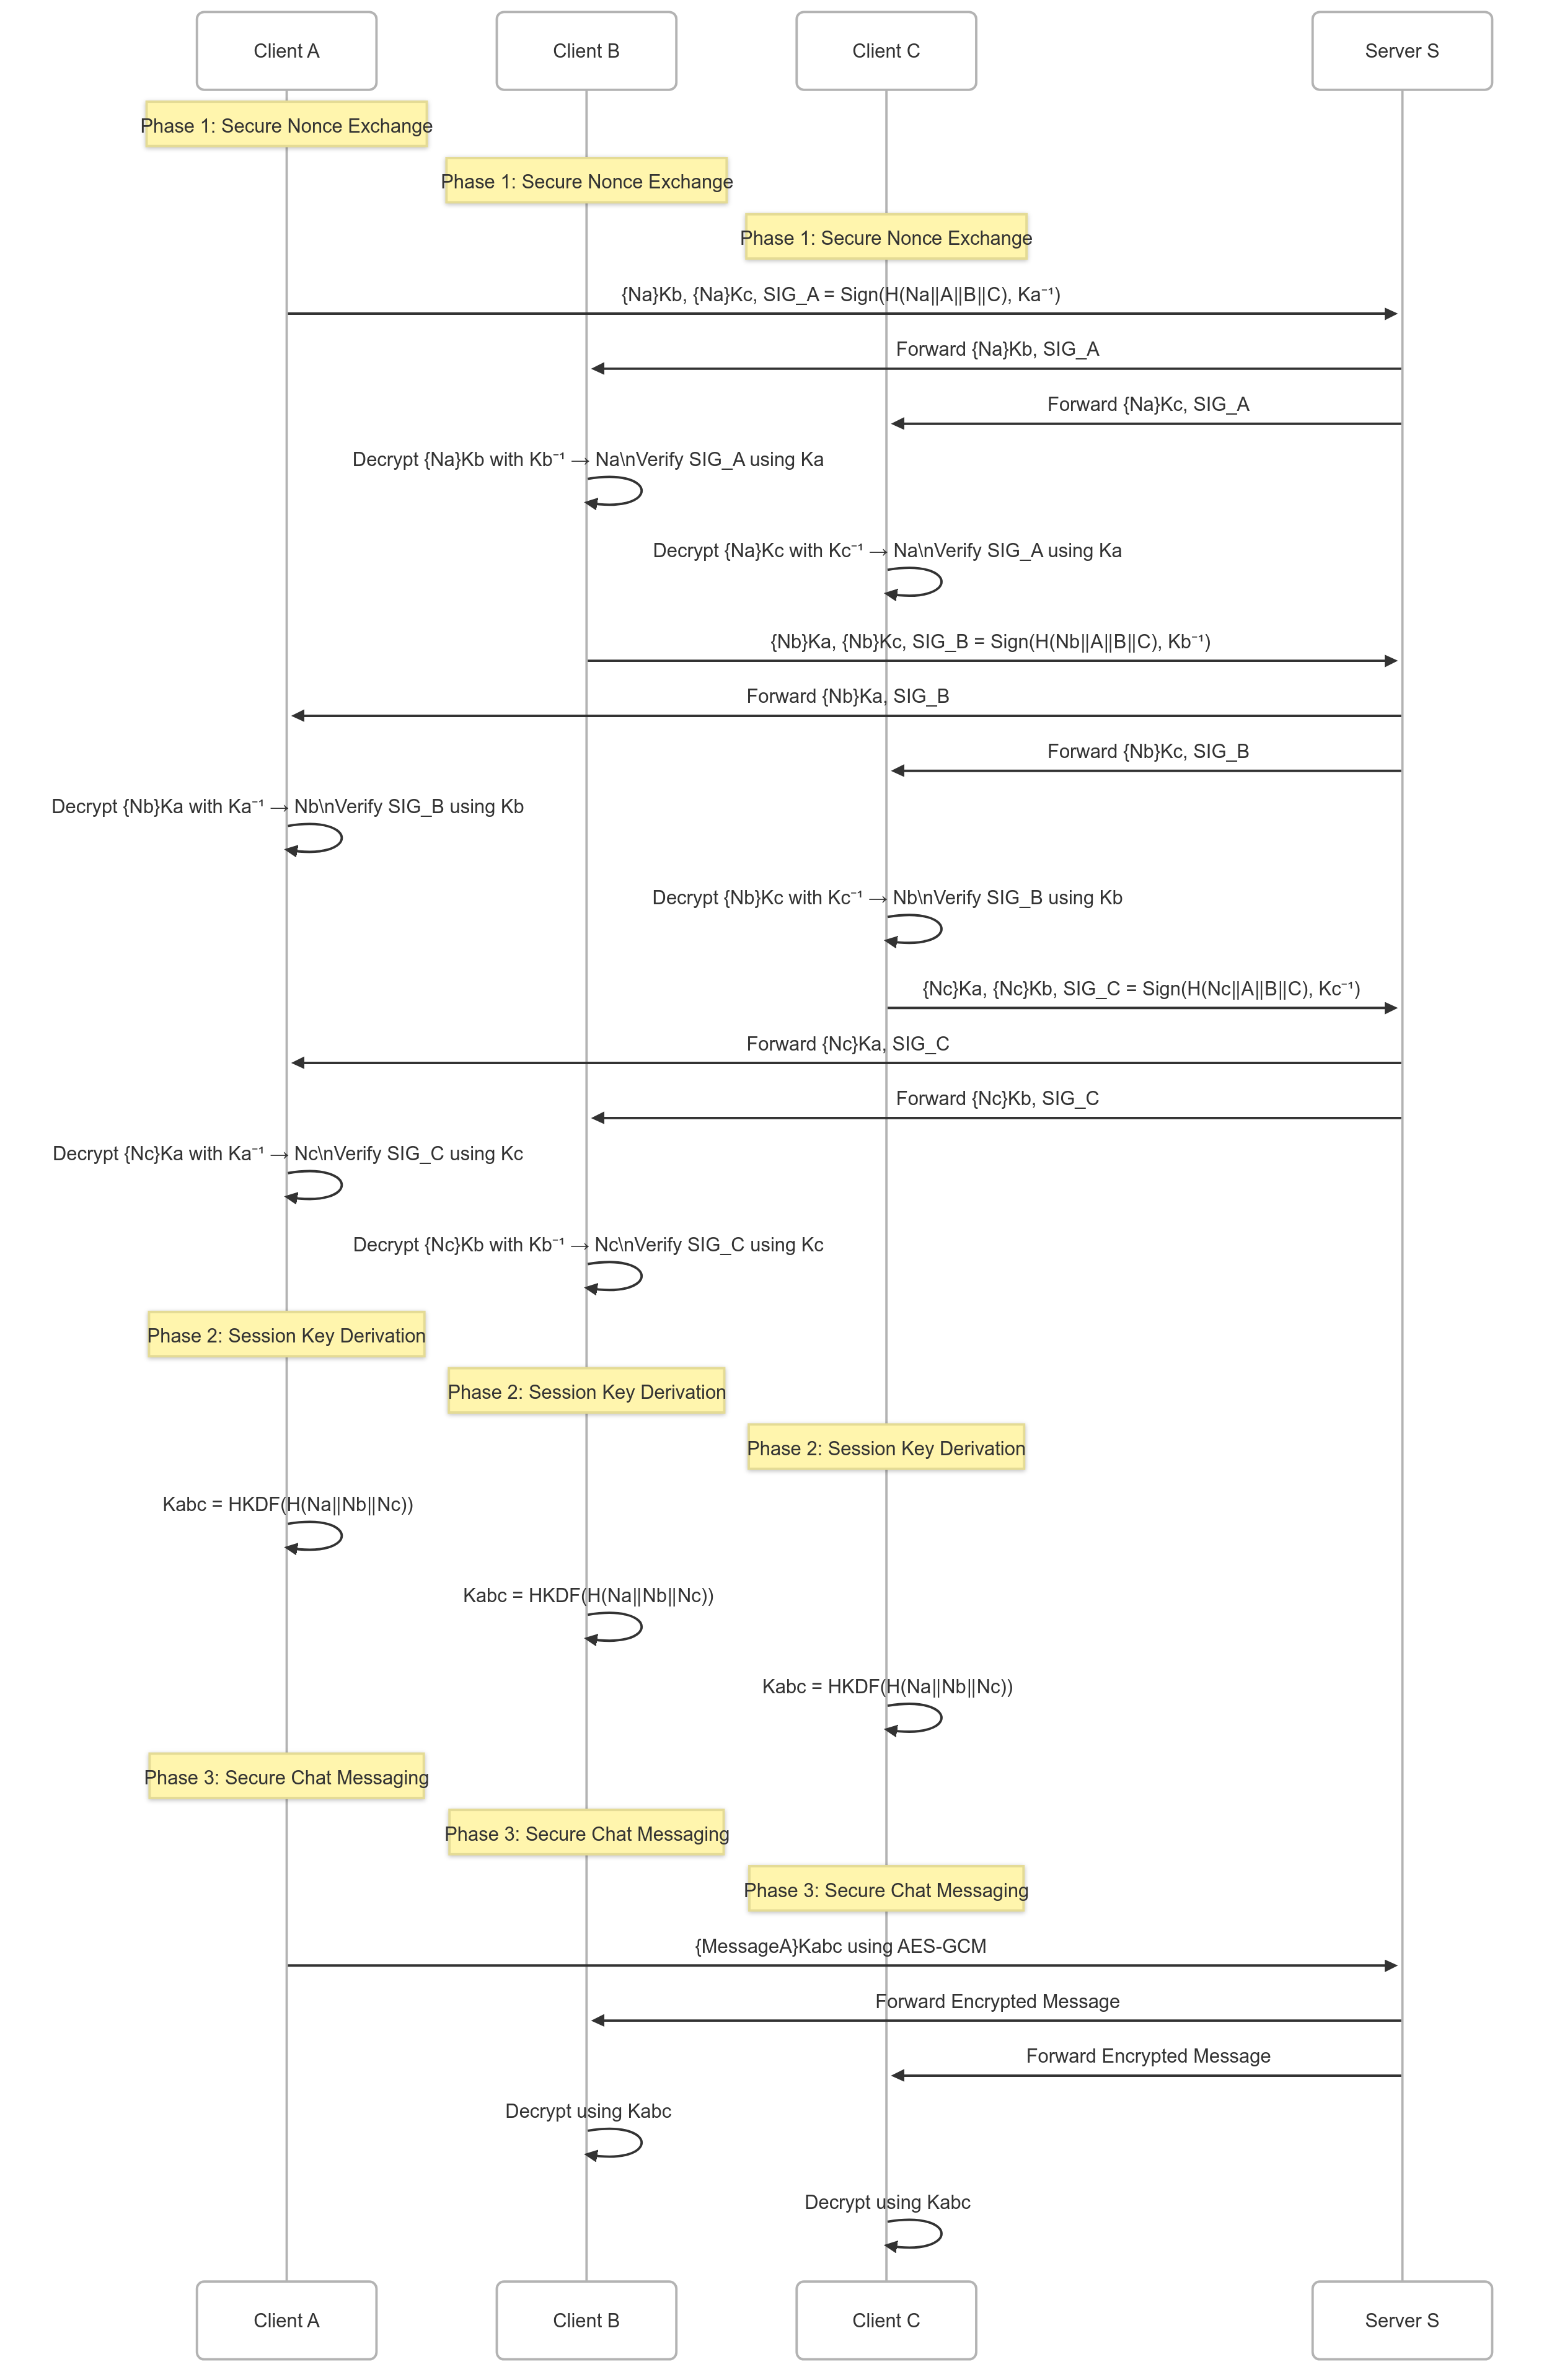 Client A
Client B
Client C
Server S
Phase 1: Secure Nonce Exchange
Phase 1: Secure Nonce Exchange
Phase 1: Secure Nonce Exchange
{Na}Kb, {Na}Kc, SIG_A = Sign(H(Na||A||B||C), Ka⁻¹)
Forward {Na}Kb, SIG_A
Forward {Na}Kc, SIG_A
Decrypt {Na}Kb with Kb⁻¹ → Na\nVerify SIG_A using Ka
Decrypt {Na}Kc with Kc⁻¹ → Na\nVerify SIG_A using Ka
{Nb}Ka, {Nb}Kc, SIG_B = Sign(H(Nb||A||B||C), Kb⁻¹)
Forward {Nb}Ka, SIG_B
Forward {Nb}Kc, SIG_B
Decrypt {Nb}Ka with Ka⁻¹ → Nb\nVerify SIG_B using Kb
Decrypt {Nb}Kc with Kc⁻¹ → Nb\nVerify SIG_B using Kb
{Nc}Ka, {Nc}Kb, SIG_C = Sign(H(Nc||A||B||C), Kc⁻¹)
Forward {Nc}Ka, SIG_C
Forward {Nc}Kb, SIG_C
Decrypt {Nc}Ka with Ka⁻¹ → Nc\nVerify SIG_C using Kc
Decrypt {Nc}Kb with Kb⁻¹ → Nc\nVerify SIG_C using Kc
Phase 2: Session Key Derivation
Phase 2: Session Key Derivation
Phase 2: Session Key Derivation
Kabc = HKDF(H(Na||Nb||Nc))
Kabc = HKDF(H(Na||Nb||Nc))
Kabc = HKDF(H(Na||Nb||Nc))
Phase 3: Secure Chat Messaging
Phase 3: Secure Chat Messaging
Phase 3: Secure Chat Messaging
{MessageA}Kabc using AES-GCM
Forward Encrypted Message
Forward Encrypted Message
Decrypt using Kabc
Decrypt using Kabc
Client A
Client B
Client C
Server S